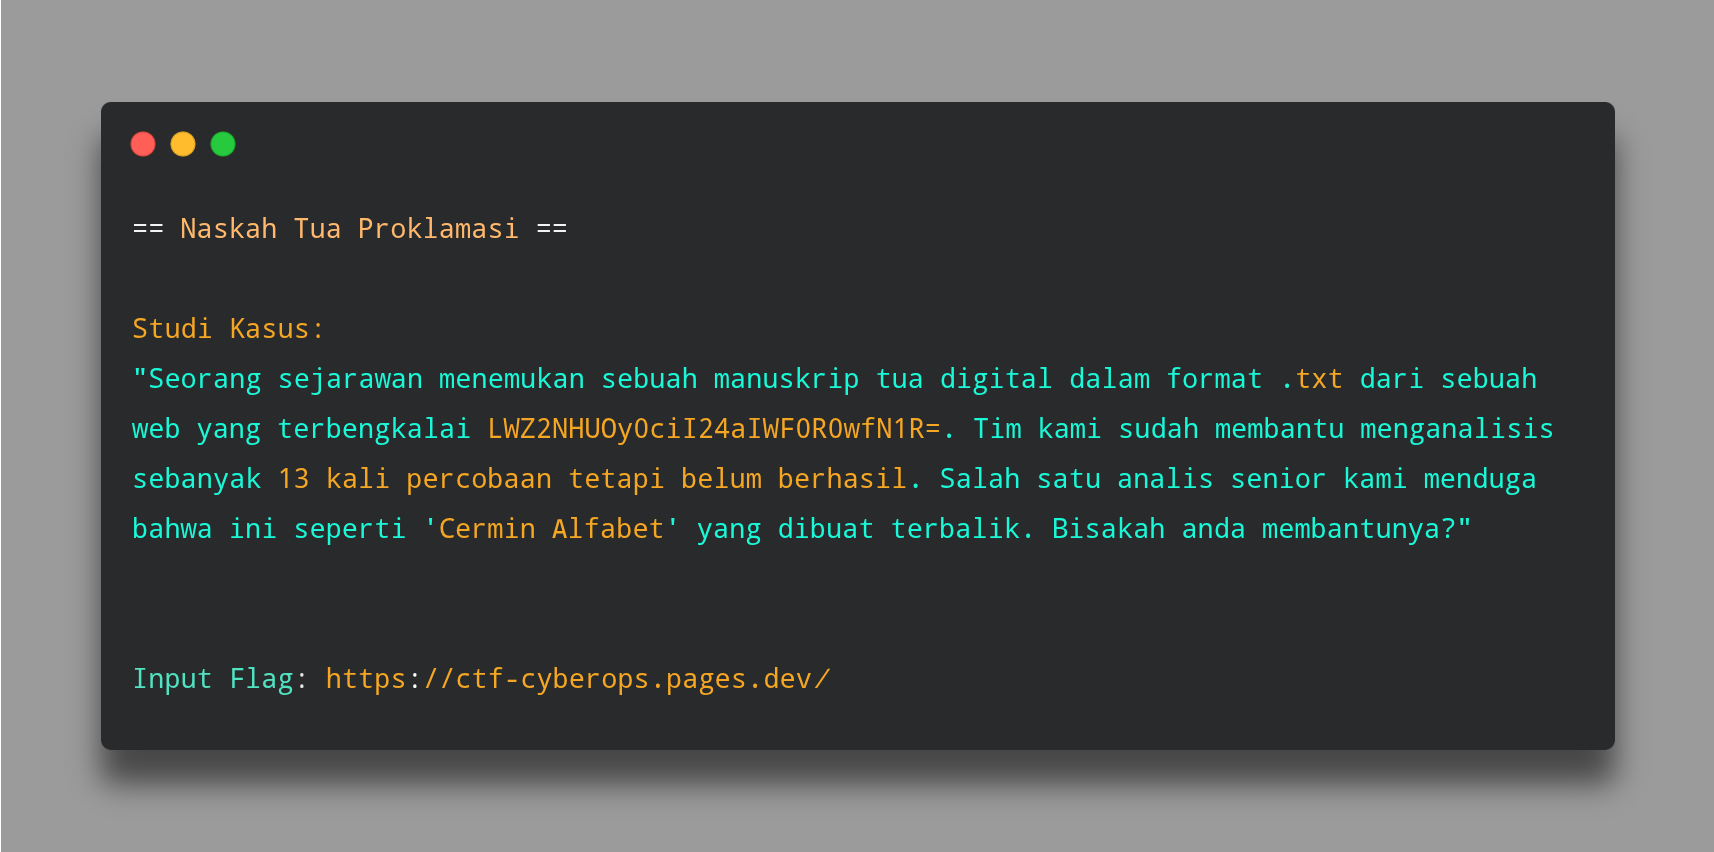 == Naskah Tua Proklamasi ==
Studi Kasus:
"Seorang sejarawan menemukan sebuah manuskrip tua digital dalam format .txt dari sebuah
web yang terbengkalai LWZ2NHUOy0ciI24aIWF0R0wfN1R=. Tim kami sudah membantu menganalisis
sebanyak 13 kali percobaan tetapi belum berhasil. Salah satu analis senior kami menduga
bahwa ini seperti 'Cermin Alfabet' yang dibuat terbalik. Bisakah anda membantunya?"
Input Flag: https://ctf-cyberops.pages.dev/